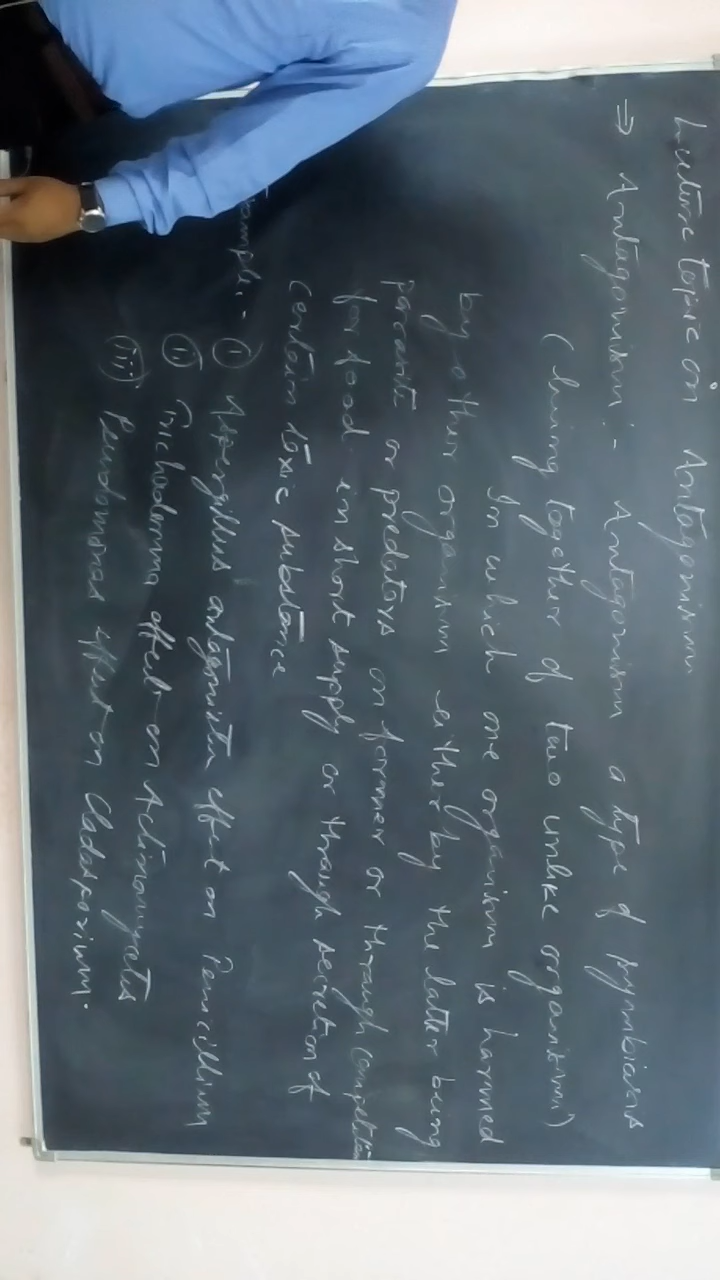 Lecture topic on Antagonism
⇒ Antagonism :- Antagonism a type of symbiosis
(living together of two unlike organism)
In which one organism is harmed
by other organism either by the latter being
parasite or predators on former or through competition
for food in short supply or through secretion of
certain toxic substance
Example :- (i) Aspergillus antagonistic effect on Penicillium
(ii) Trichoderma effect on Actinomycetes
(iii) Pseudomonas effect on Cladosporium.